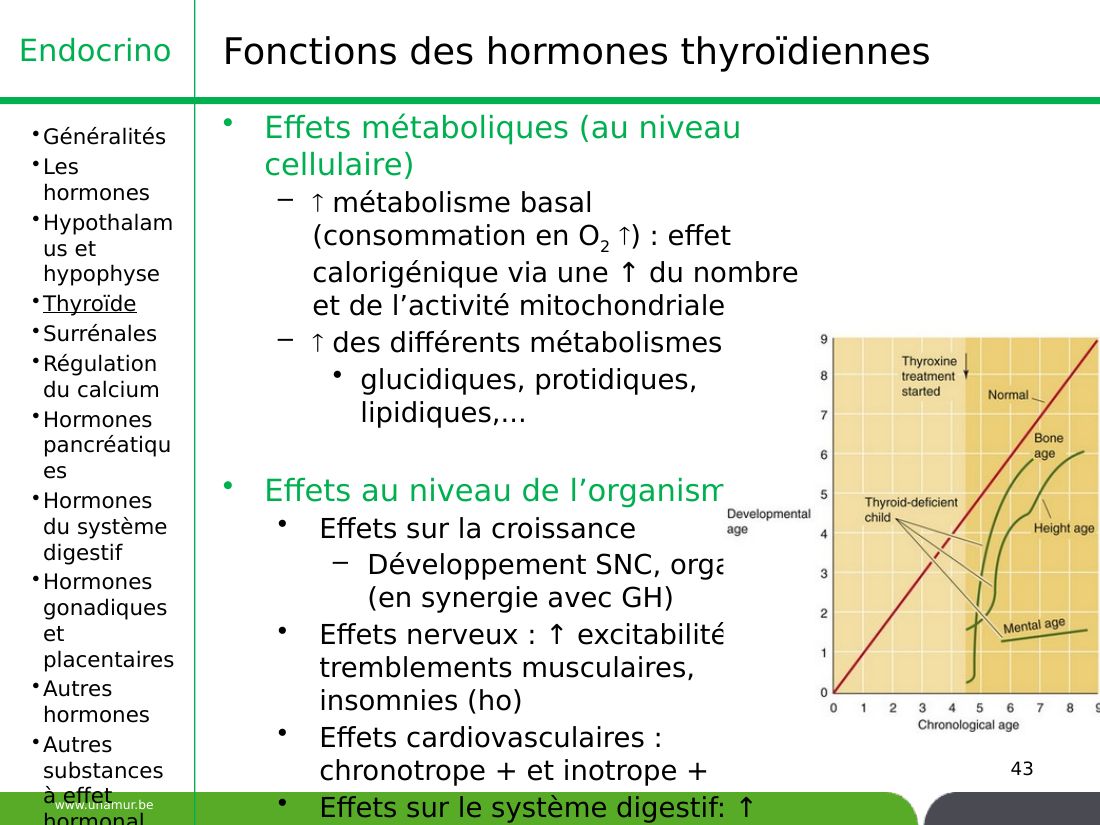 Endocrino
Fonctions des hormones thyroïdiennes
•Généralités
•Les
hormones
•Hypothalam
us et
hypophyse
•Thyroïde
•Surrénales
•Régulation
du calcium
•Hormones
pancréatiqu
es
•Hormones
du système
digestif
•Hormones
gonadiques
et
placentaires
•Autres
hormones
•Autres
substances
à effet
hormonal
• Effets métaboliques (au niveau
cellulaire)
– ↑ métabolisme basal
(consommation en O₂ ↑) : effet
calorigénique via une ↑ du nombre
et de l’activité mitochondriale
– ↑ des différents métabolismes
• glucidiques, protidiques,
lipidiques,...
• Effets au niveau de l’organism
• Effets sur la croissance
– Développement SNC, orga
(en synergie avec GH)
• Effets nerveux : ↑ excitabilité
tremblements musculaires,
insomnies (ho)
• Effets cardiovasculaires :
chronotrope + et inotrope +
• Effets sur le système digestif: ↑
9
8
7
6
5
4
3
2
1
0
Developmental
age
Thyroxine
treatment
started
Normal
Bone
age
Thyroid-deficient
child
Height age
Mental age
0 1 2 3 4 5 6 7 8 9
Chronological age
43
www.unamur.be